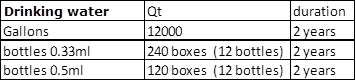 Drinking water Qt duration
Gallons 12000 2 years
bottles 0.33ml 240 boxes (12 bottles) 2 years
bottles 0.5ml 120 boxes (12 bottles) 2 years